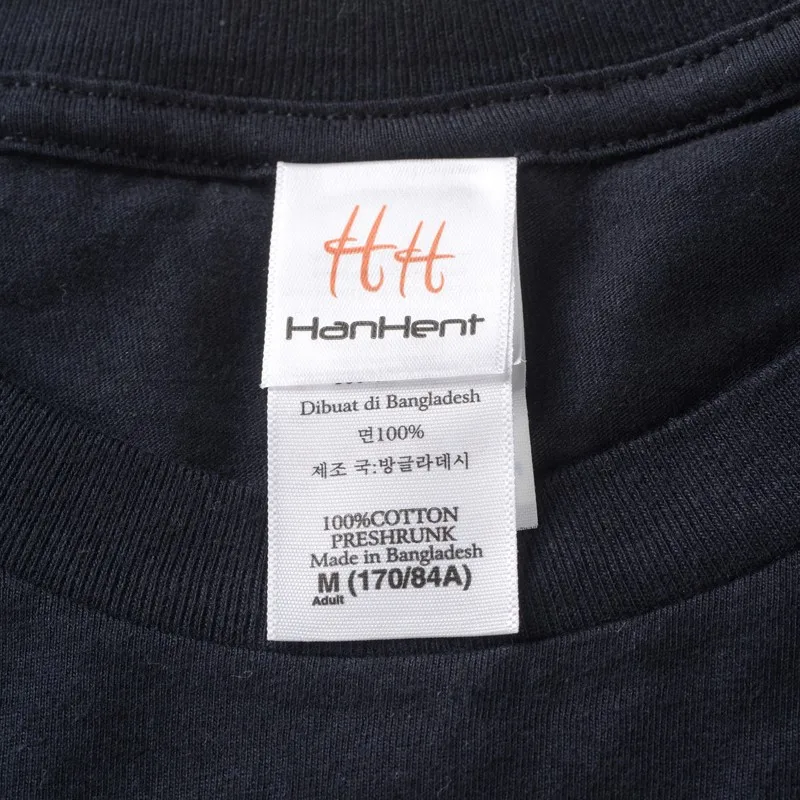 HH
HanHent
Dibuat di Bangladesh
면100%
제조 국:방글라데시
100%COTTON
PRESHRUNK
Made in Bangladesh
M (170/84A)
Adult